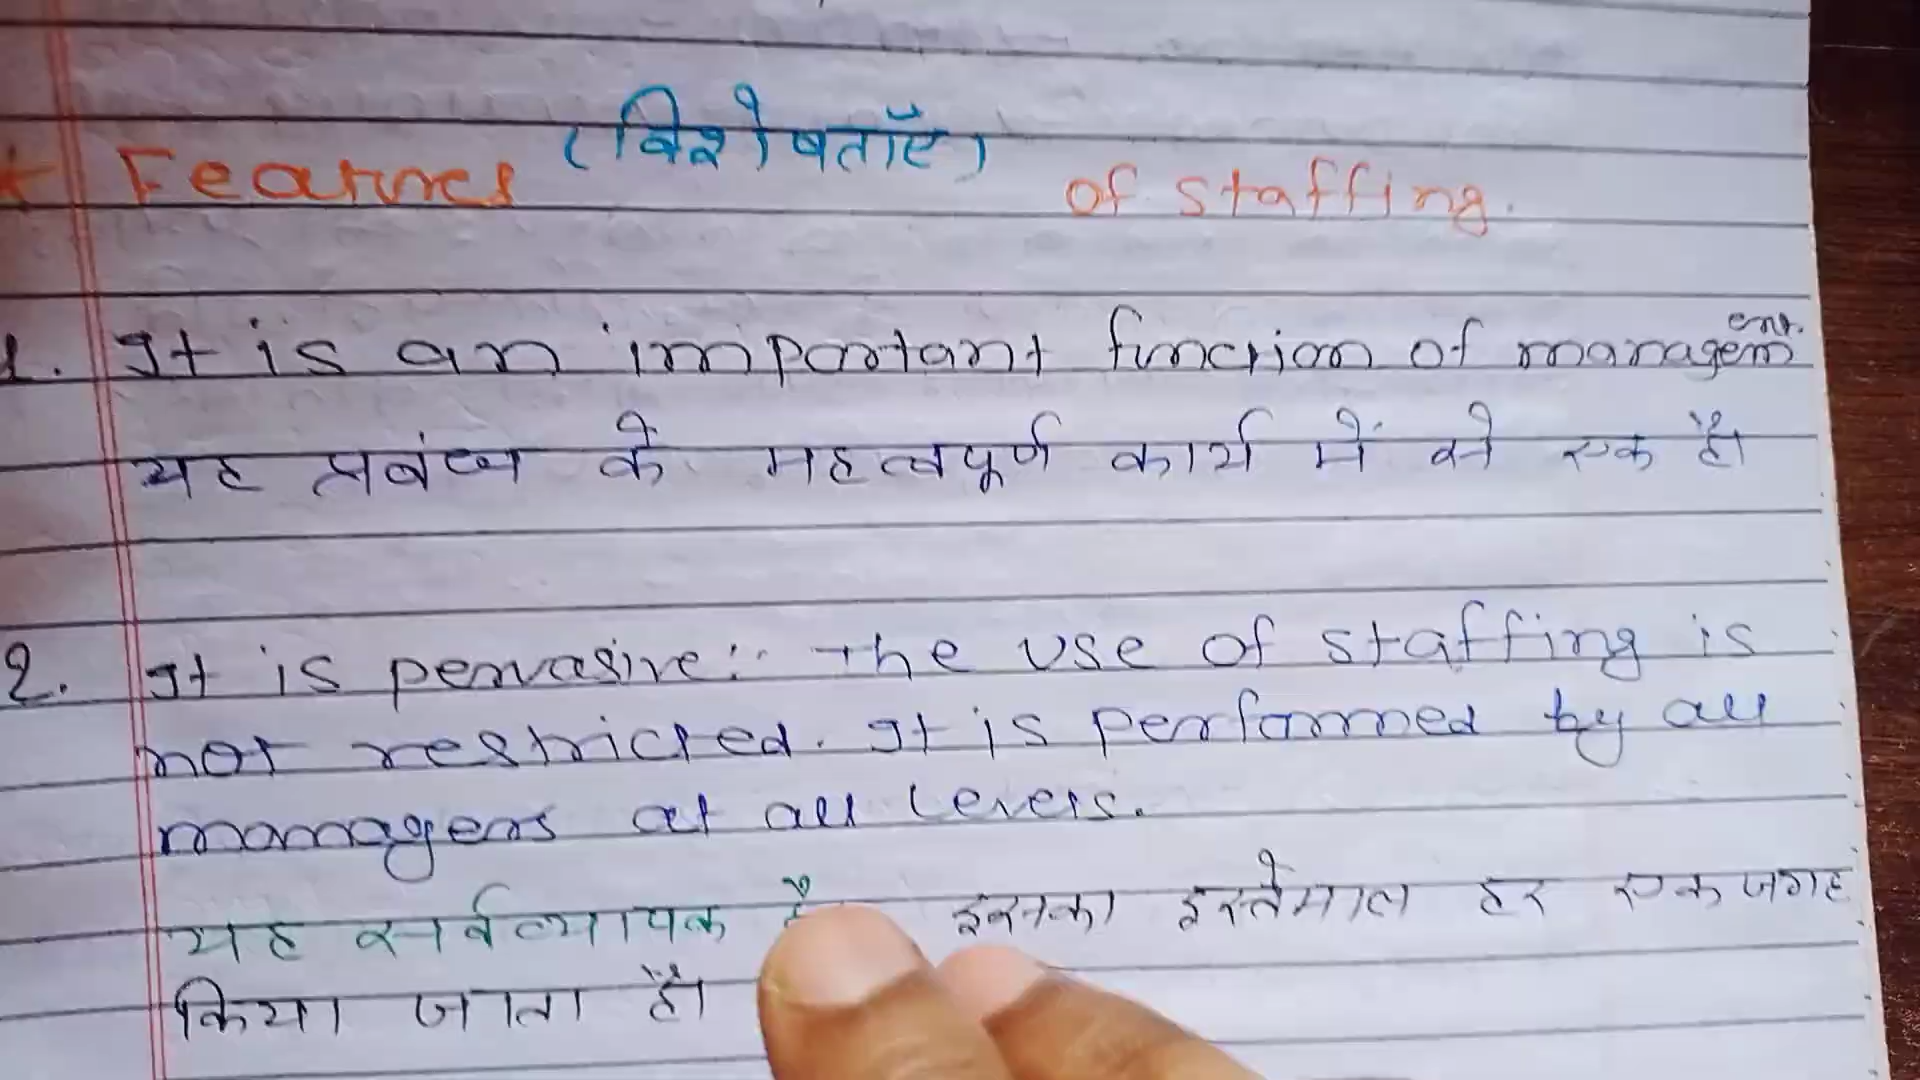 * Features (विशेषताएँ) of staffing.
1. It is an important function of management.
यह प्रबंध के महत्वपूर्ण कार्य में से एक है।
2. It is pervasive:- The use of staffing is
not restricted. It is performed by all
managers at all levels.
यह सर्वव्यापक है इसका इस्तेमाल हर एक जगह
किया जाता है।